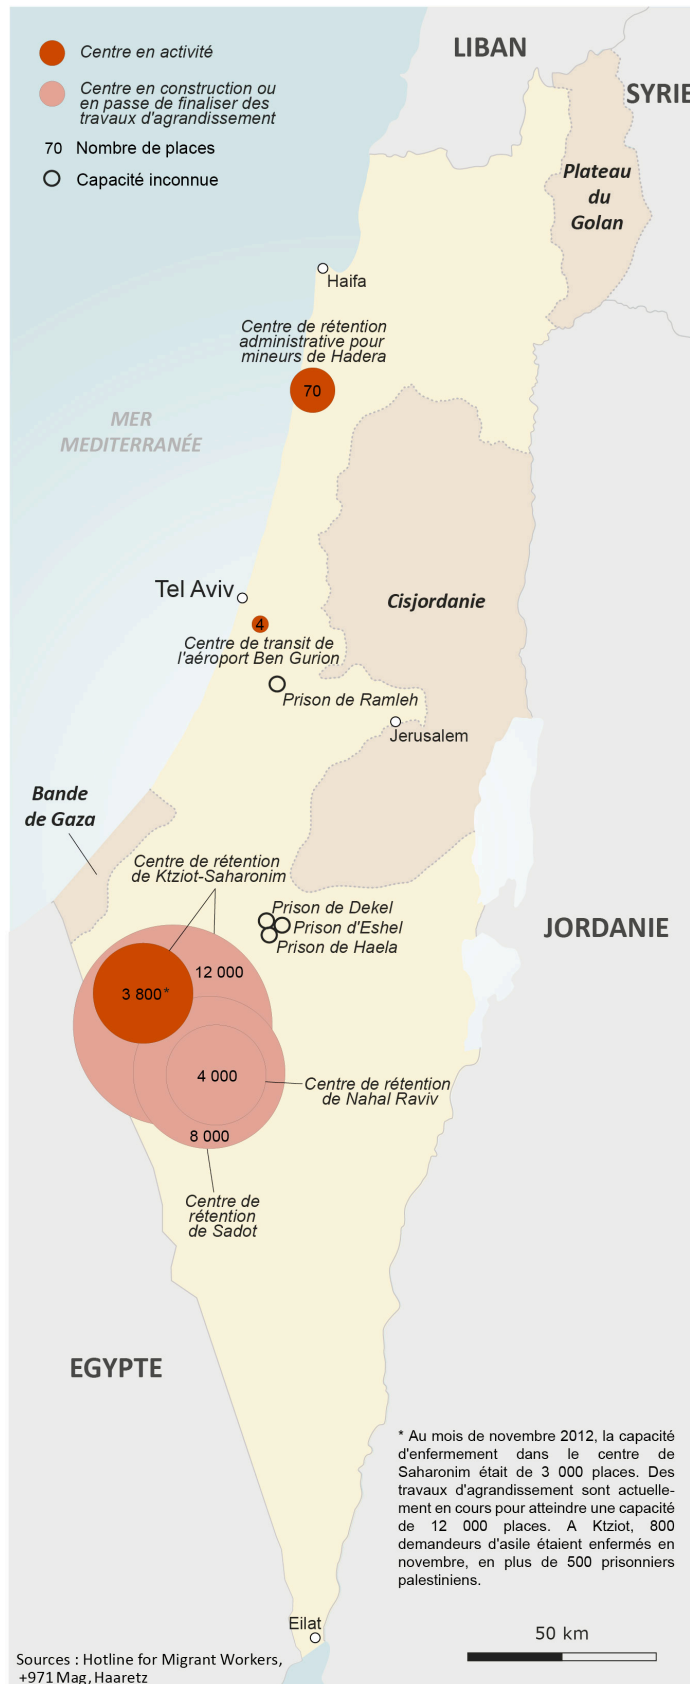 LIBAN
SYRIE
Centre en activité
Centre en construction ou
en passe de finaliser des
travaux d'agrandissement
70 Nombre de places
Capacité inconnue
Plateau
du
Golan
Haifa
Centre de rétention
administrative pour
mineurs de Hadera
70
MER
MEDITERRANÉE
Tel Aviv
Cisjordanie
4
Centre de transit de
l'aéroport Ben Gurion
Prison de Ramleh
Jerusalem
Bande
de Gaza
Centre de rétention
de Ktziot-Saharonim
Prison de Dekel
Prison d'Eshel
Prison de Haela
JORDANIE
12 000
3 800*
4 000
Centre de rétention
de Nahal Raviv
8 000
Centre de
rétention
de Sadot
EGYPTE
* Au mois de novembre 2012, la capacité
d'enfermement dans le centre de
Saharonim était de 3 000 places. Des
travaux d'agrandissement sont actuelle-
ment en cours pour atteindre une capacité
de 12 000 places. A Ktziot, 800
demandeurs d'asile étaient enfermés en
novembre, en plus de 500 prisonniers
palestiniens.
Eilat
50 km
Sources : Hotline for Migrant Workers,
+971 Mag, Haaretz